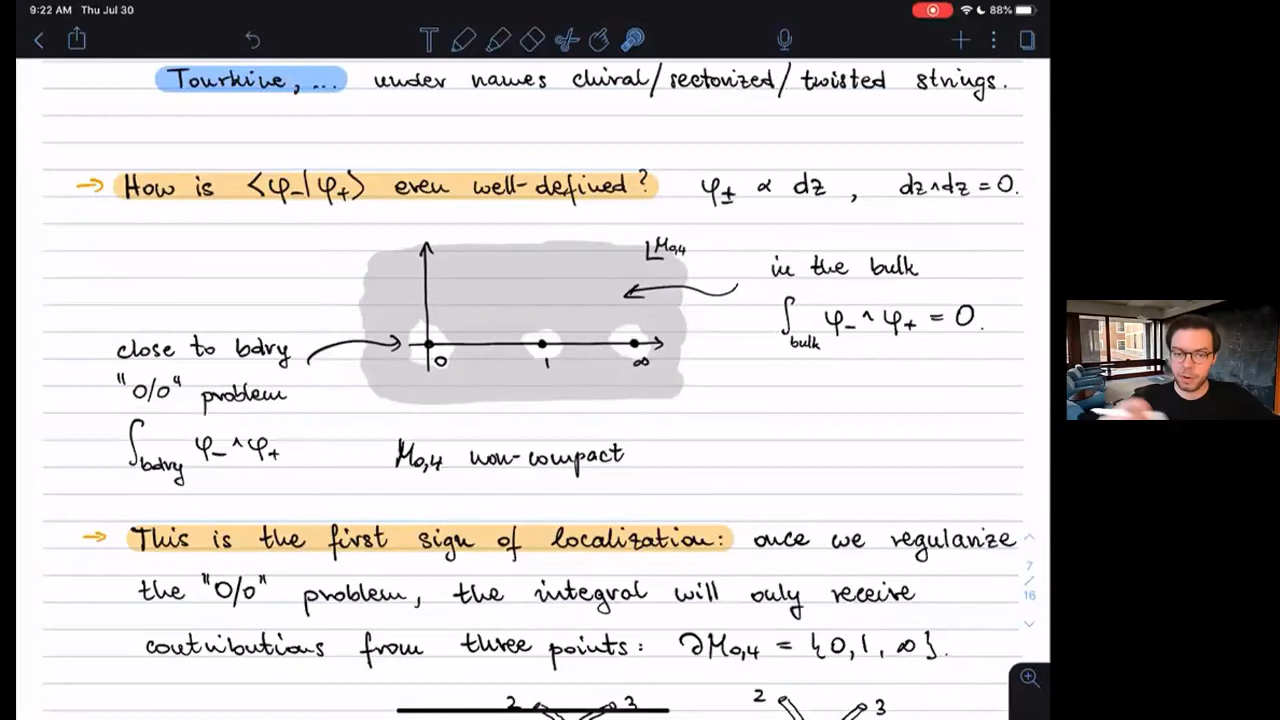 9:22 AM Thu Jul 30
88%
Tourkine, ... under names chiral/sectorized/twisted strings.
→ How is ⟨φ₋|φ₊⟩ even well-defined? φ± ∝ dz, dz∧dz = 0.
M0,4
in the bulk
∫bulk φ₋ ∧ φ₊ = 0.
0 1 ∞
close to bdry
"0/0" problem
∫bdry φ₋ ∧ φ₊
M0,4 non-compact
→ This is the first sign of localization: once we regularize
the "0/0" problem, the integral will only receive
contributions from three points: ∂M0,4 = {0, 1, ∞}.
7
/
16
2 3 2 3